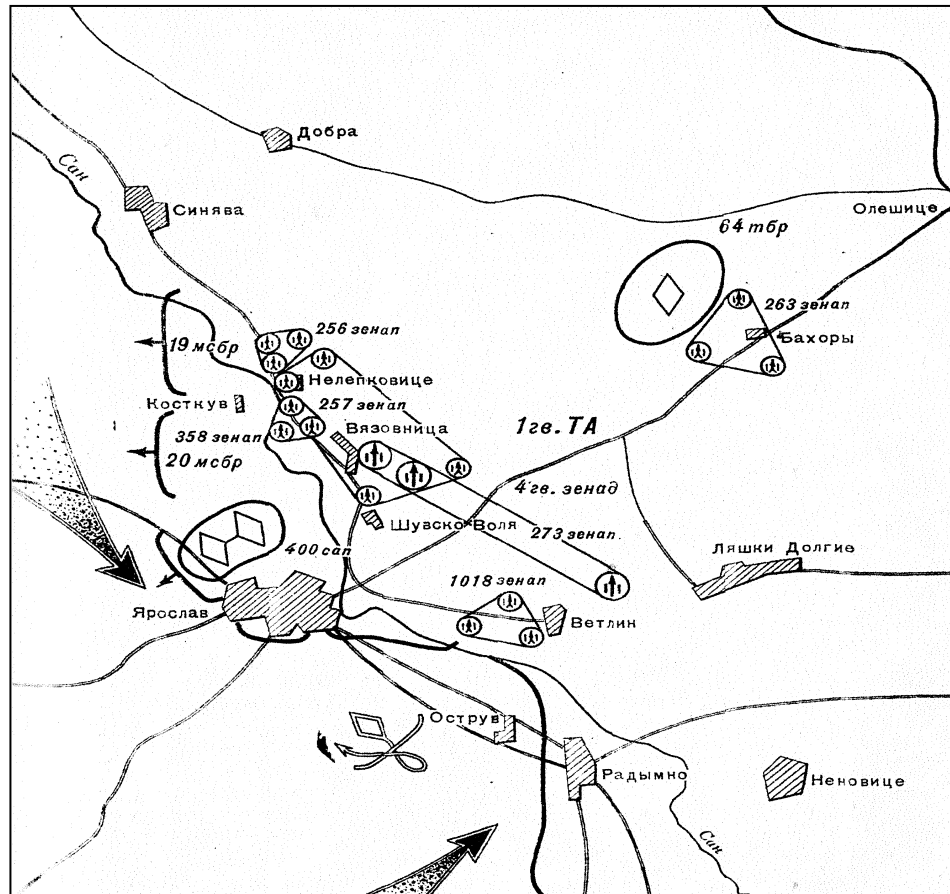 Добра
Сан
Синява
Олешице
64 тбр
263 зенап
256 зенап
Бахоры
19 мсбр
Нелепковице
Косткув
257 зенап
Вязовница
1 гв. ТА
358 зенап
20 мсбр
4 гв. зенад
Шувско-Воля
273 зенап.
400 сап
Ляшки Долгие
1018 зенап
Ярослав
Ветлин
Острув
Радымно
Неновице
Сан